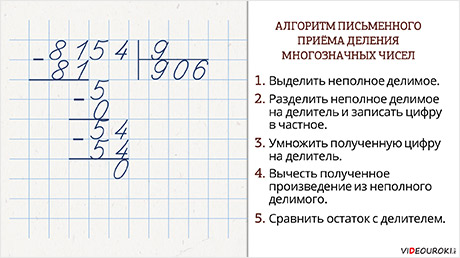 АЛГОРИТМ ПИСЬМЕННОГО
ПРИЁМА ДЕЛЕНИЯ
МНОГОЗНАЧНЫХ ЧИСЕЛ
- 8154 | 9
81 | 906
- 5
0
- 54
54
0
1. Выделить неполное делимое.
2. Разделить неполное делимое
на делитель и записать цифру
в частное.
3. Умножить полученную цифру
на делитель.
4. Вычесть полученное
произведение из неполного
делимого.
5. Сравнить остаток с делителем.
VIDEOUROKI